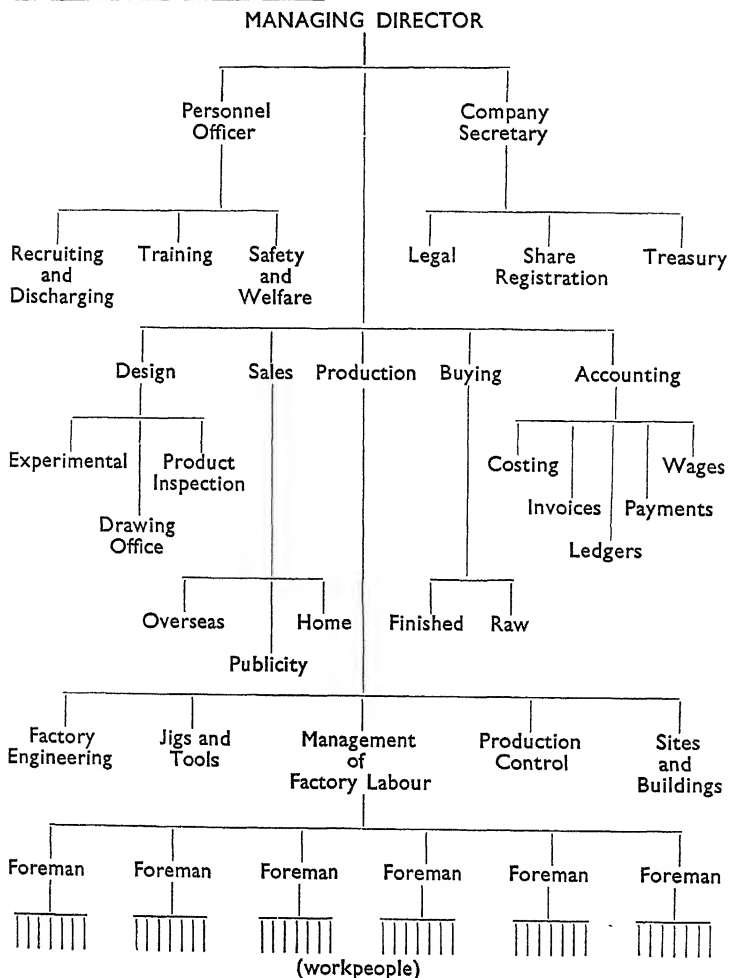 MANAGING DIRECTOR
Personnel
Officer
Company
Secretary
Recruiting
and
Discharging
Training
Safety
and
Welfare
Legal
Share
Registration
Treasury
Design
Sales
Production
Buying
Accounting
Experimental
Product
Inspection
Drawing
Office
Costing
Invoices
Ledgers
Payments
Wages
Overseas
Publicity
Home
Finished
Raw
Factory
Engineering
Jigs and
Tools
Management
of
Factory Labour
Production
Control
Sites
and
Buildings
Foreman
Foreman
Foreman
Foreman
Foreman
Foreman
(workpeople)